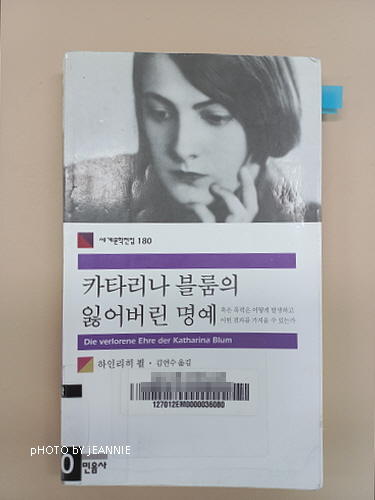 세계문학전집 180
카타리나 블룸의
잃어버린 명예
혹은 폭력은 어떻게 발생하고
어떤 결과를 가져올 수 있는가
Die verlorene Ehre der Katharina Blum
하인리히 뵐 · 김연수 옮김
127012EM0000036080
pHOTO BY jEANNIE
0 민음사